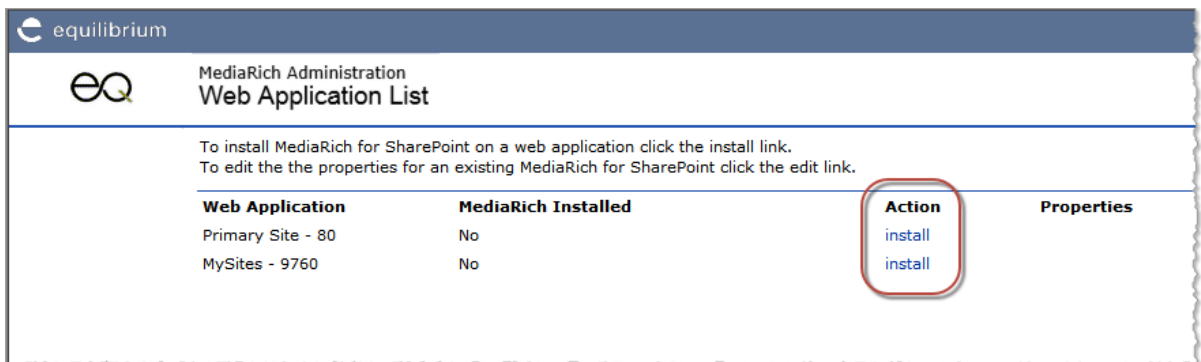 equilibrium
eQ
MediaRich Administration
Web Application List
To install MediaRich for SharePoint on a web application click the install link.
To edit the the properties for an existing MediaRich for SharePoint click the edit link.
Web Application MediaRich Installed Action Properties
Primary Site - 80 No install
MySites - 9760 No install